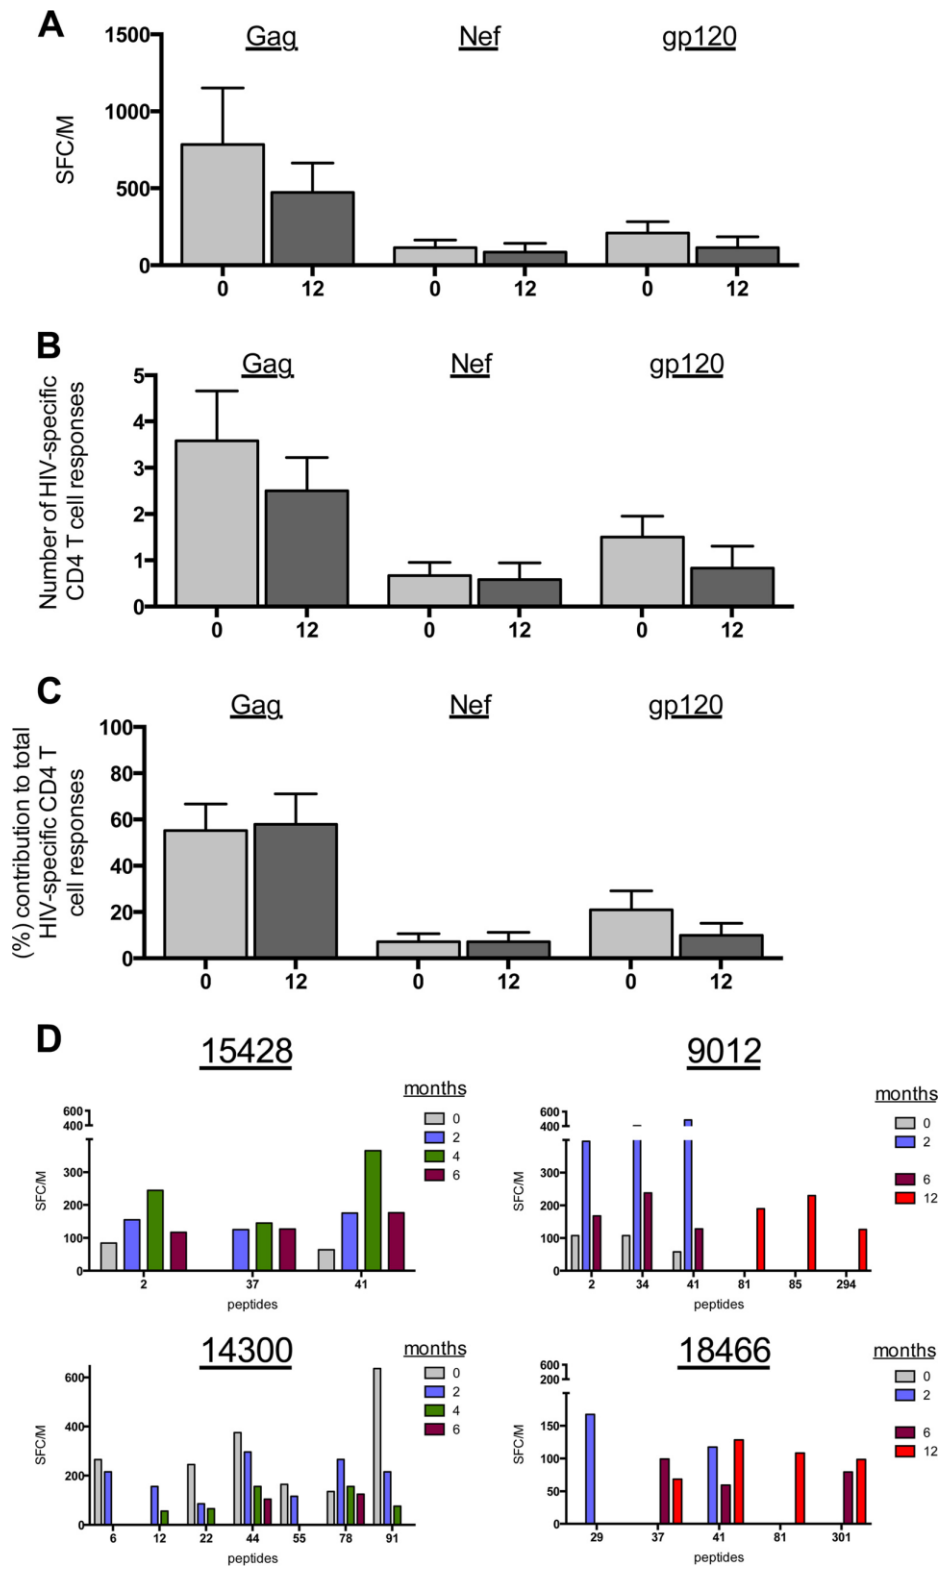 A
Gag Nef gp120
SFC/M
1500
1000
500
0
0 12 0 12 0 12
B
Gag Nef gp120
Number of HIV-specific
CD4 T cell responses
5
4
3
2
1
0
0 12 0 12 0 12
C
Gag Nef gp120
(%) contribution to total
HIV-specific CD4 T
cell responses
100
80
60
40
20
0
0 12 0 12 0 12
D
15428
months
0
2
4
6
SFC/M
600
400
300
200
100
0
2 37 41
peptides
9012
months
0
2
6
12
SFC/M
600
400
300
200
100
0
2 34 41 81 85 294
peptides
14300
months
0
2
4
6
SFC/M
600
400
200
0
6 12 22 44 55 78 91
peptides
18466
months
0
2
6
12
SFC/M
600
200
150
100
50
0
29 37 41 81 301
peptides